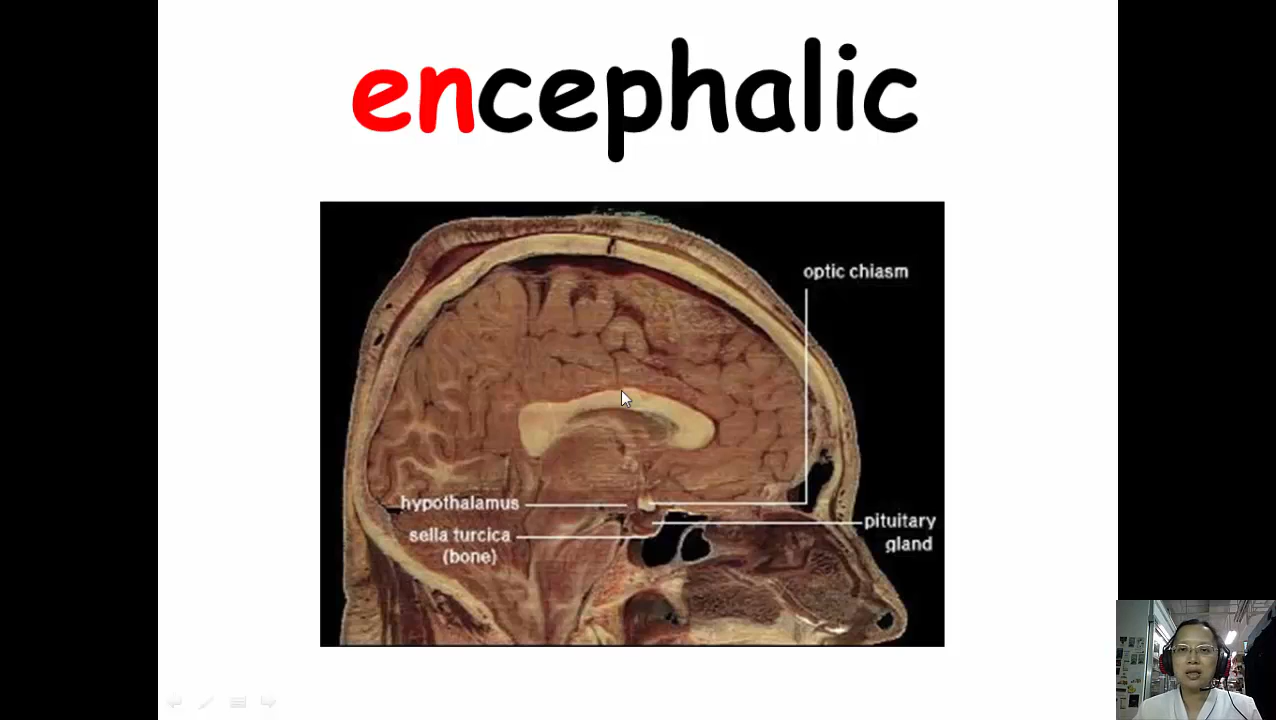 encephalic
optic chiasm
hypothalamus
sella turcica
(bone)
pituitary
gland